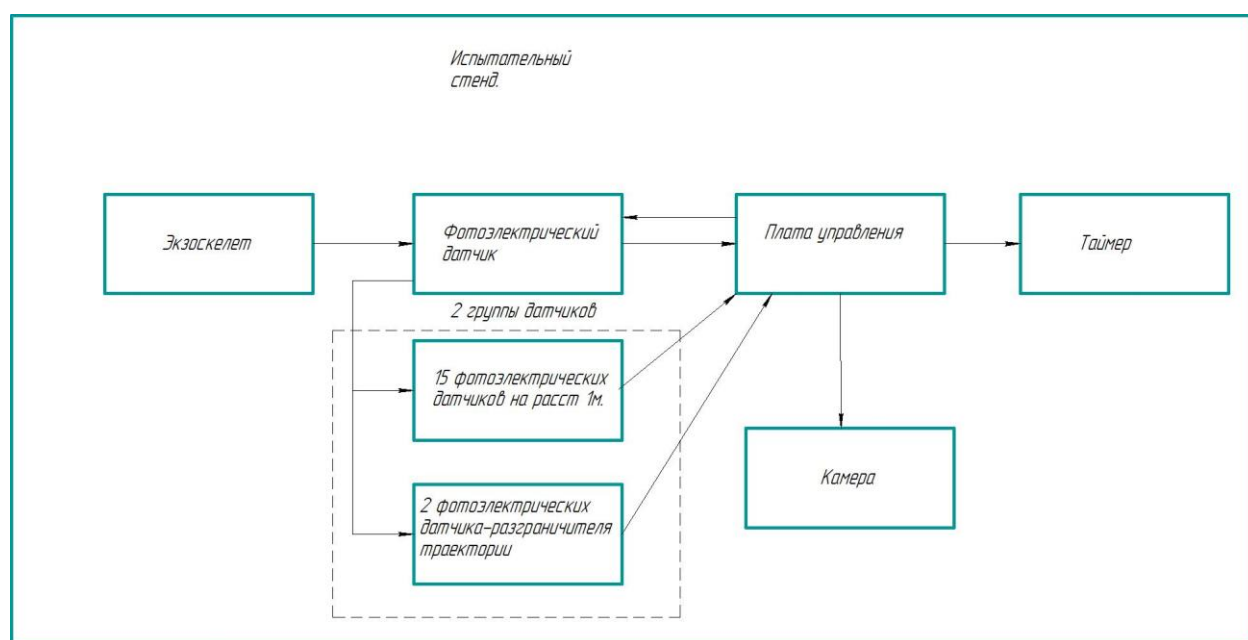 Испытательный
стенд.
Экзоскелет
Фотоэлектрический
датчик
Плата управления
Таймер
2 группы датчиков
15 фотоэлектрических
датчиков на расст 1м.
2 фотоэлектрических
датчика-разграничителя
траектории
Камера